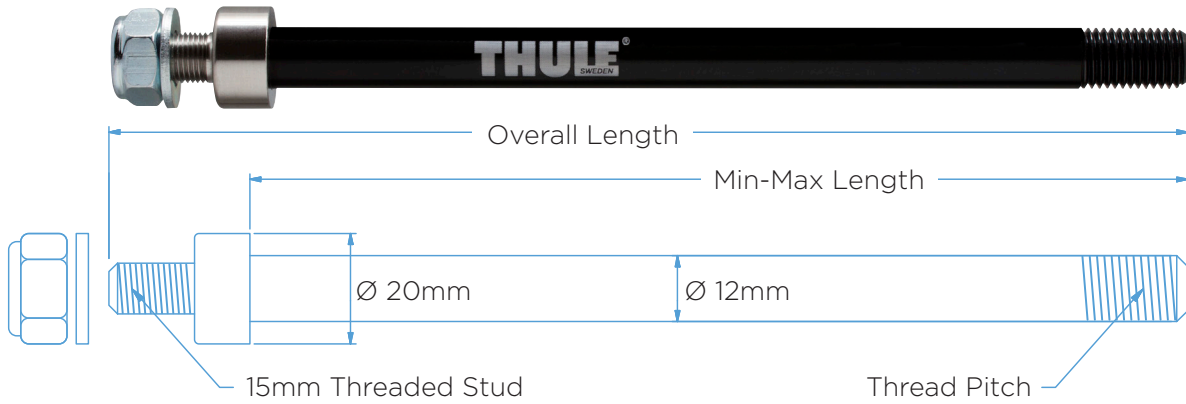 THULE®
SWEDEN
Overall Length
Min-Max Length
Ø 20mm
Ø 12mm
15mm Threaded Stud
Thread Pitch